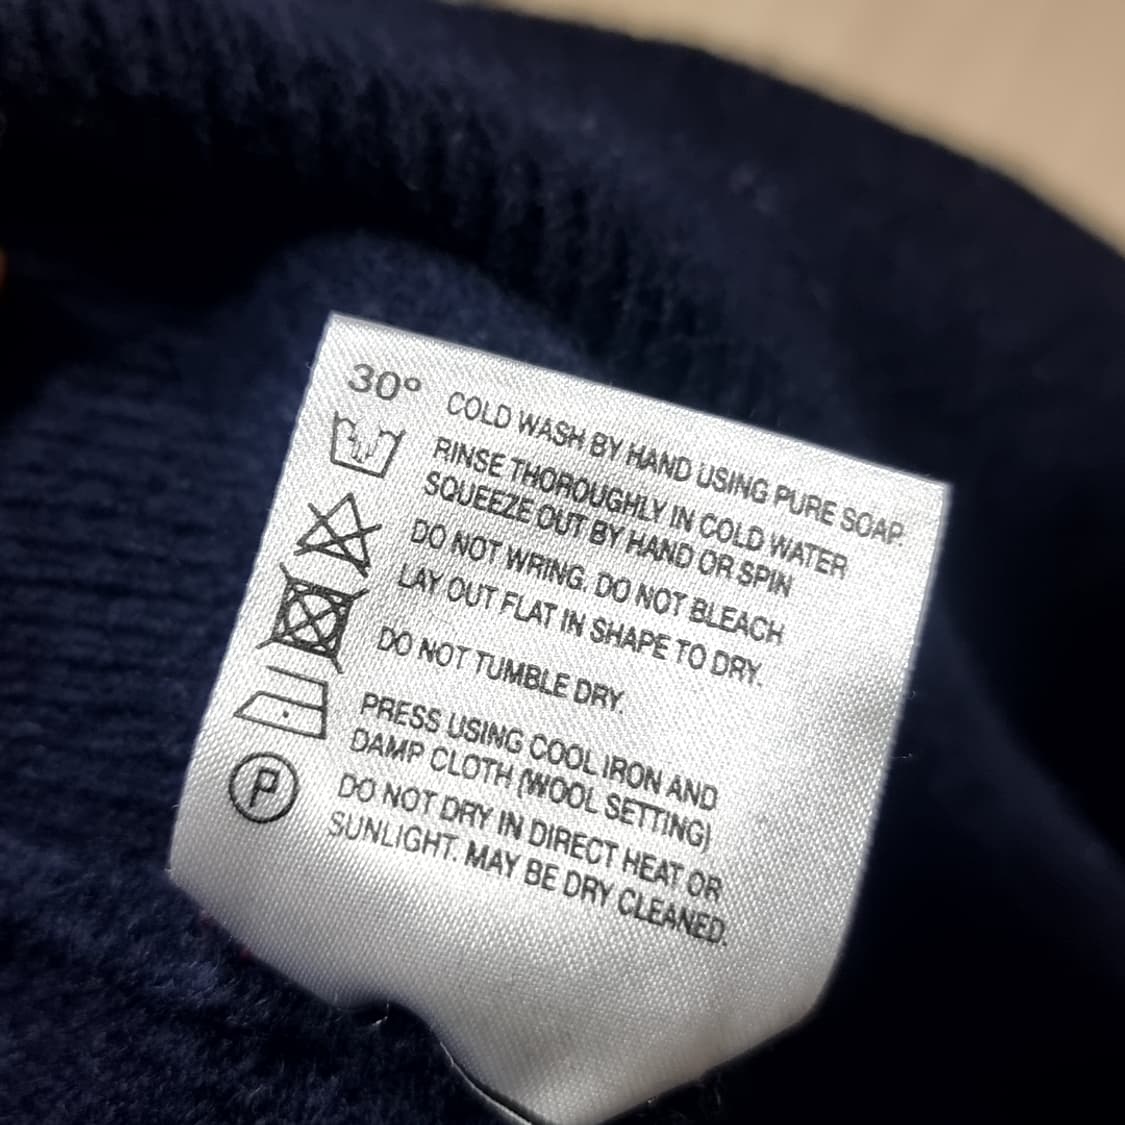 30° COLD WASH BY HAND USING PURE SOAP.
RINSE THOROUGHLY IN COLD WATER
SQUEEZE OUT BY HAND OR SPIN
DO NOT WRING. DO NOT BLEACH
LAY OUT FLAT IN SHAPE TO DRY.
DO NOT TUMBLE DRY.
PRESS USING COOL IRON AND
DAMP CLOTH (WOOL SETTING)
P DO NOT DRY IN DIRECT HEAT OR
SUNLIGHT. MAY BE DRY CLEANED.